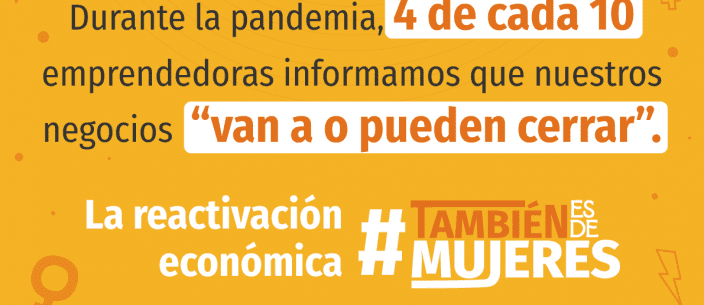 Durante la pandemia, 4 de cada 10
emprendedoras informamos que nuestros
negocios “van a o pueden cerrar”.
La reactivación
económica
#TAMBIÉN ES DE
MUJERES